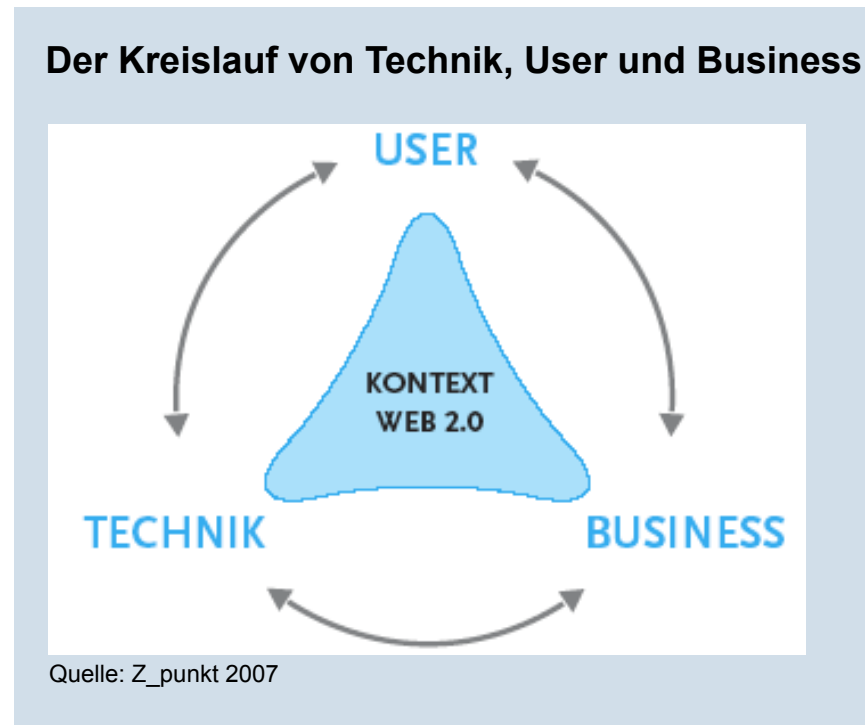 Der Kreislauf von Technik, User und Business
USER
KONTEXT
WEB 2.0
TECHNIK
BUSINESS
Quelle: Z_punkt 2007